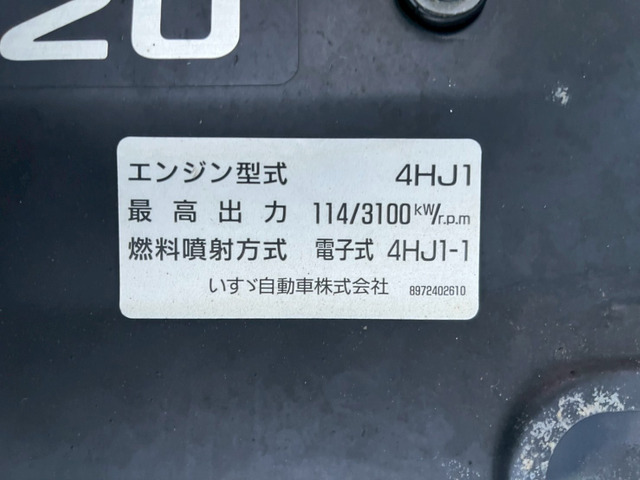 20
エンジン型式 4HJ1
最高出力 114/3100 kW/r.p.m
燃料噴射方式 電子式 4HJ1-1
いすゞ自動車株式会社 8972402610